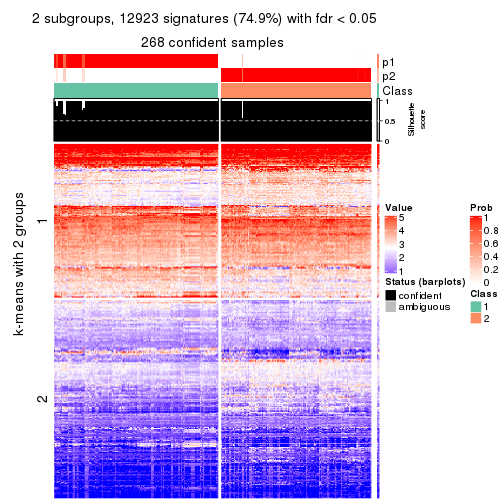 2 subgroups, 12923 signatures (74.9%) with fdr < 0.05
268 confident samples
p1
p2
Class
1
0.5
0
Silhouette
score
k-means with 2 groups
1
2
Value
5
4
3
2
1
Status (barplots)
confident
ambiguous
Prob
1
0.8
0.6
0.4
0.2
0
Class
1
2